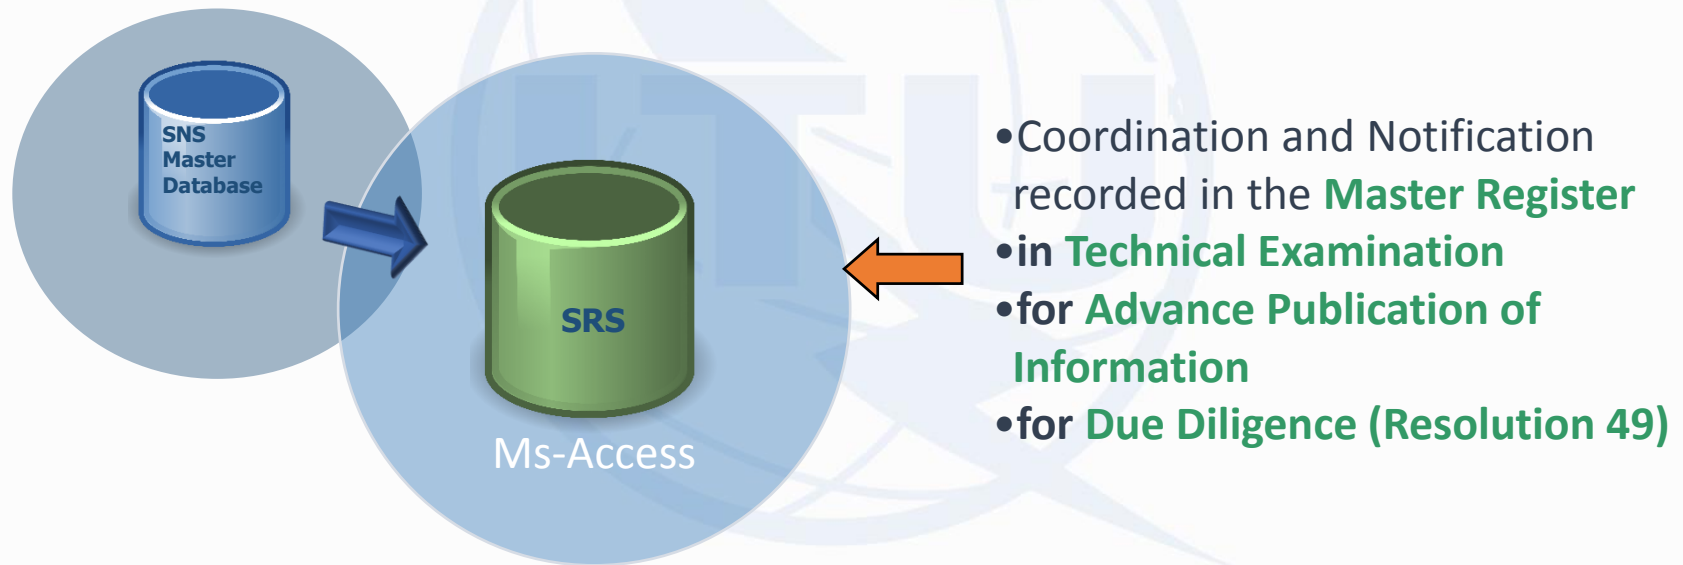 SNS
Master
Database
SRS
Ms-Access
•Coordination and Notification
recorded in the Master Register
•in Technical Examination
•for Advance Publication of
Information
•for Due Diligence (Resolution 49)
ITU